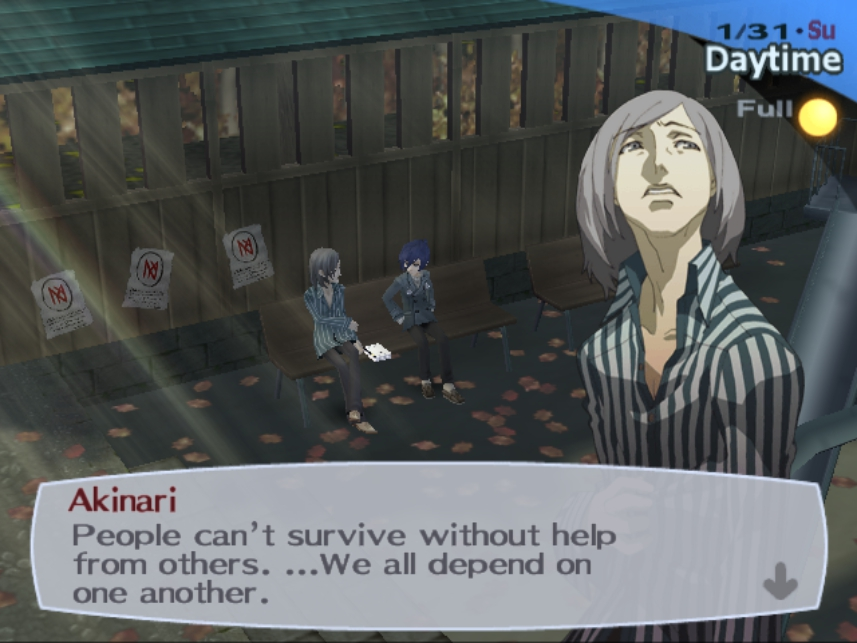 1/31・Su
Daytime
Full
Akinari
People can't survive without help
from others. ...We all depend on
one another.